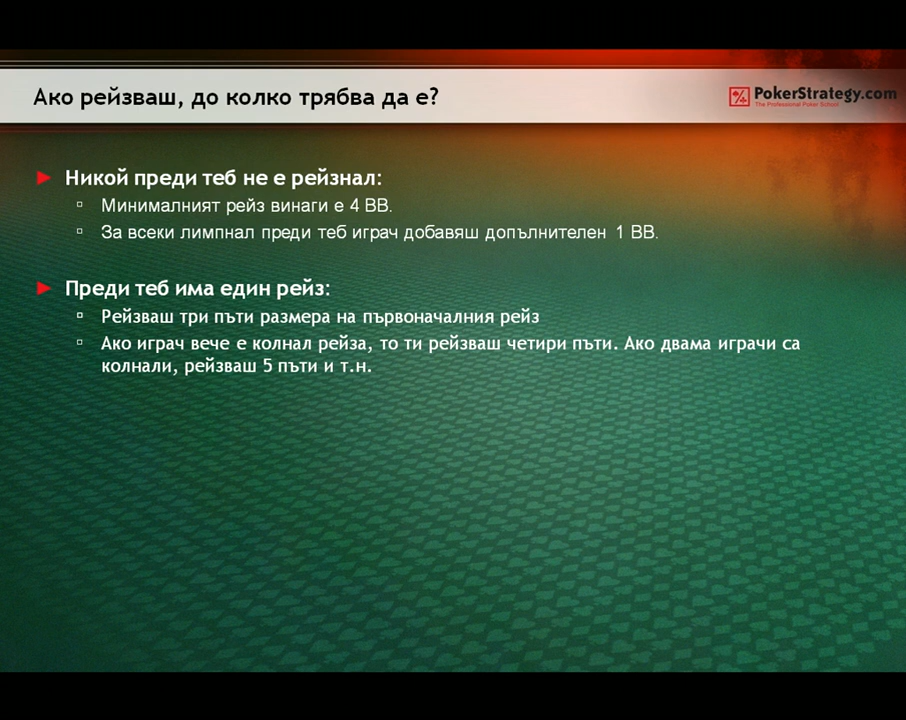 Ако рейзваш, до колко трябва да е?
PokerStrategy.com
The Professional Poker School
Никой преди теб не е рейзнал:
Минималният рейз винаги е 4 BB.
За всеки лимпнал преди теб играч добавяш допълнителен 1 BB.
Преди теб има един рейз:
Рейзваш три пъти размера на първоначалния рейз
Ако играч вече е колнал рейза, то ти рейзваш четири пъти. Ако двама играчи са
колнали, рейзваш 5 пъти и т.н.